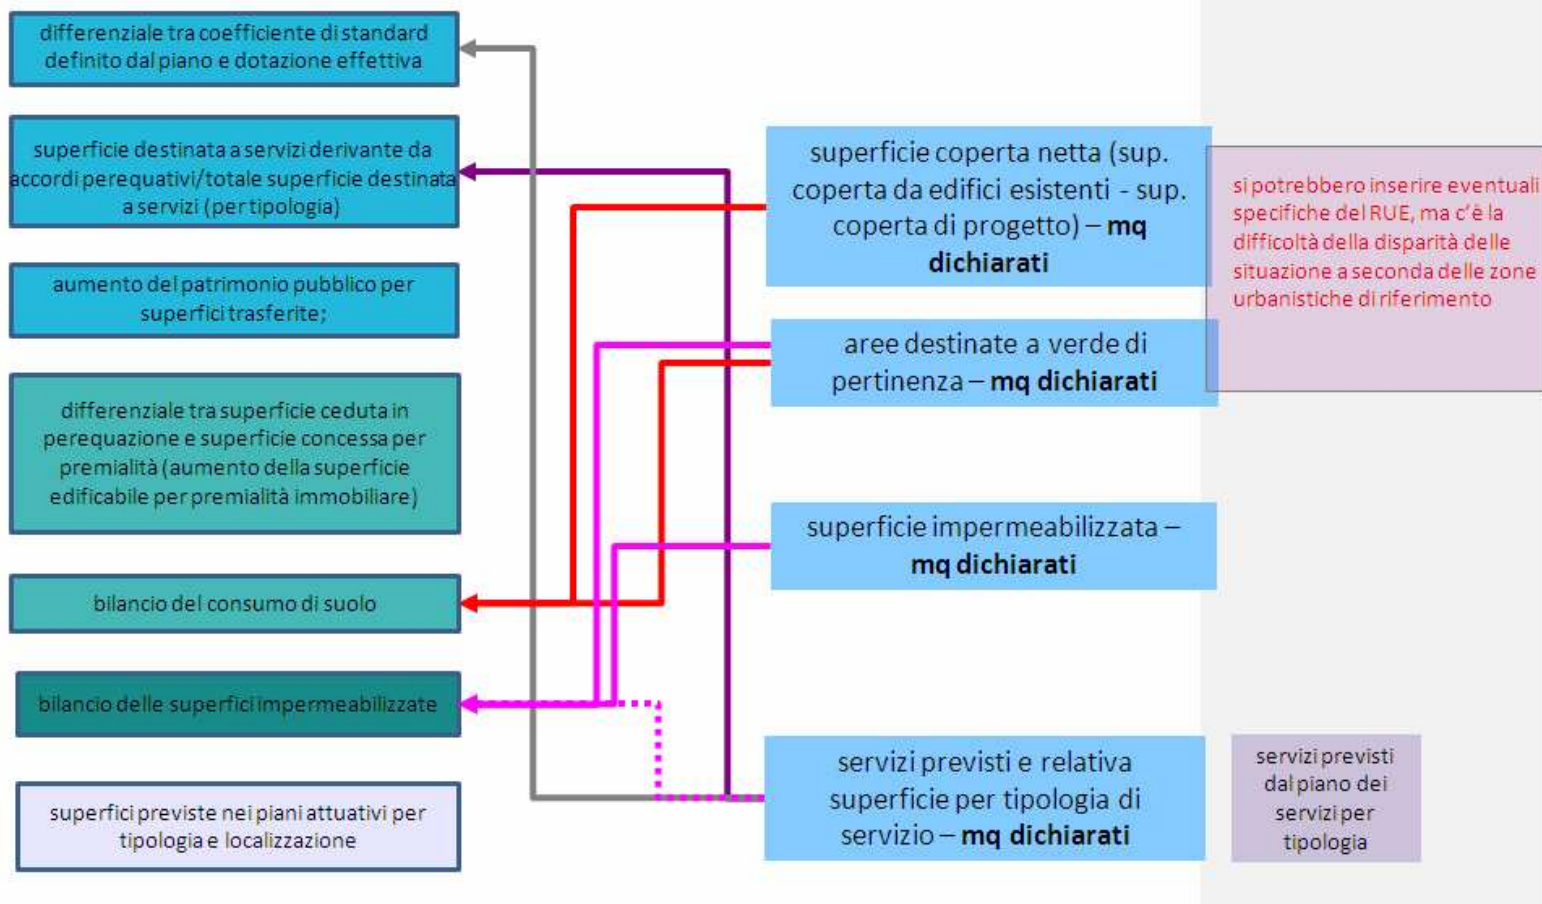 differenziale tra coefficiente di standard
definito dal piano e dotazione effettiva
superficie destinata a servizi derivante da
accordi perequativi/totale superficie destinata
a servizi (per tipologia)
aumento del patrimonio pubblico per
superfici trasferite;
differenziale tra superficie ceduta in
perequazione e superficie concessa per
premialità (aumento della superficie
edificabile per premialità immobiliare)
bilancio del consumo di suolo
bilancio delle superfici impermeabilizzate
superfici previste nei piani attuativi per
tipologia e localizzazione
superficie coperta netta (sup.
coperta da edifici esistenti - sup.
coperta di progetto) – mq
dichiarati
aree destinate a verde di
pertinenza – mq dichiarati
superficie impermeabilizzata –
mq dichiarati
servizi previsti e relativa
superficie per tipologia di
servizio – mq dichiarati
si potrebbero inserire eventuali
specifiche del RUE, ma c'è la
difficoltà della disparità delle
situazione a seconda delle zone
urbanistiche di riferimento
servizi previsti
dal piano dei
servizi per
tipologia